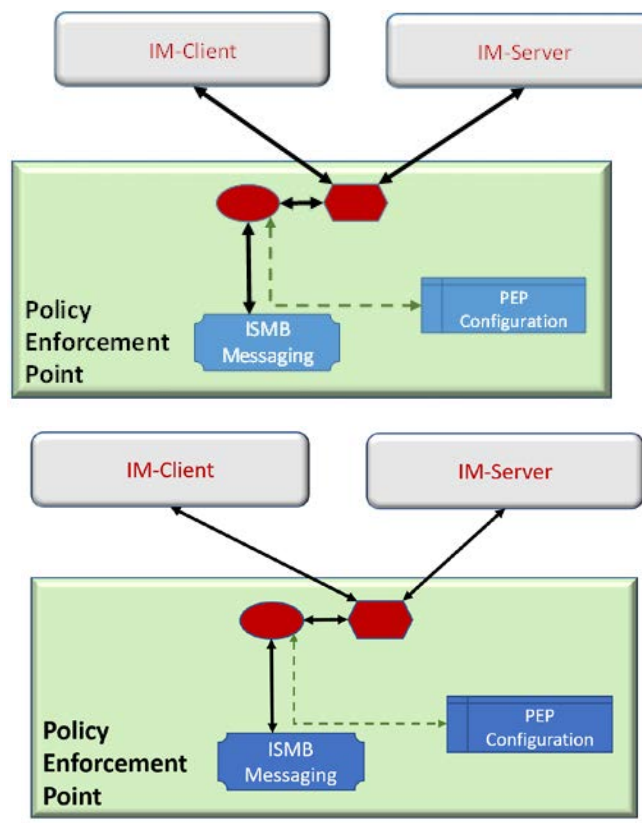 IM-Client
IM-Server
Policy
Enforcement
Point
ISMB
Messaging
PEP
Configuration
IM-Client
IM-Server
Policy
Enforcement
Point
ISMB
Messaging
PEP
Configuration